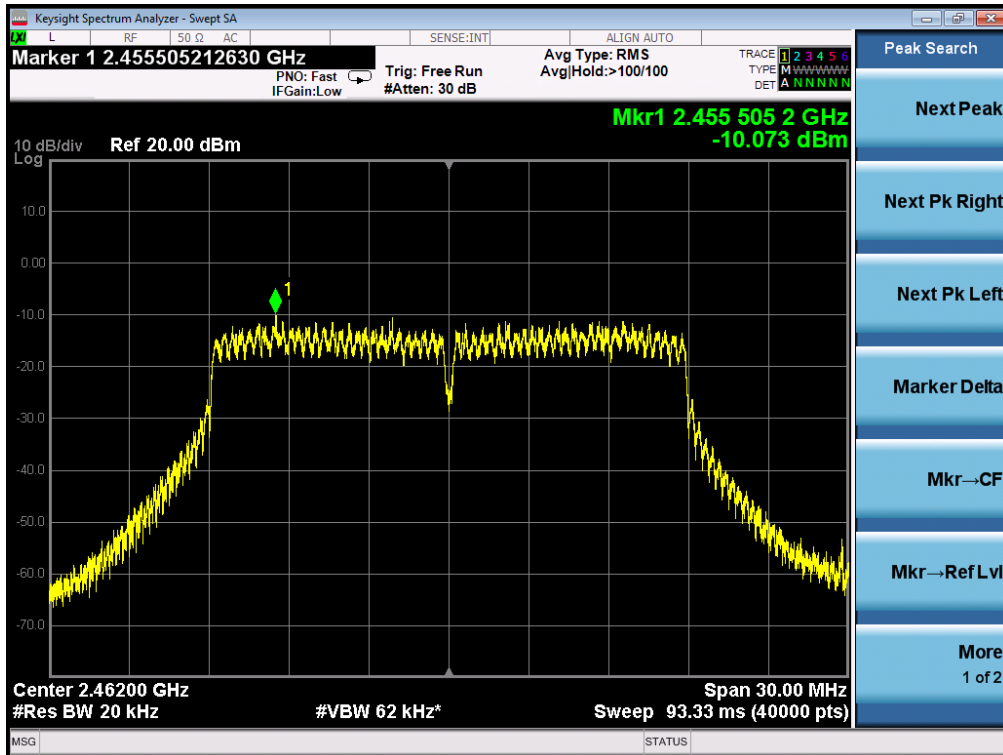 Keysight Spectrum Analyzer - Swept SA
LXI L RF 50 Ω AC SENSE:INT ALIGN AUTO
Marker 1 2.455505212630 GHz
PNO: Fast
IFGain:Low
Trig: Free Run
#Atten: 30 dB
Avg Type: RMS
Avg|Hold:>100/100
TRACE 1 2 3 4 5 6
TYPE M WWWWW
DET A N N N N N
Mkr1 2.455 505 2 GHz
-10.073 dBm
10 dB/div Ref 20.00 dBm
Log
10.0
0.00
1
-10.0
-20.0
-30.0
-40.0
-50.0
-60.0
-70.0
Center 2.46200 GHz Span 30.00 MHz
#Res BW 20 kHz #VBW 62 kHz* Sweep 93.33 ms (40000 pts)
MSG STATUS
Peak Search
Next Peak
Next Pk Right
Next Pk Left
Marker Delta
Mkr→CF
Mkr→Ref Lvl
More
1 of 2